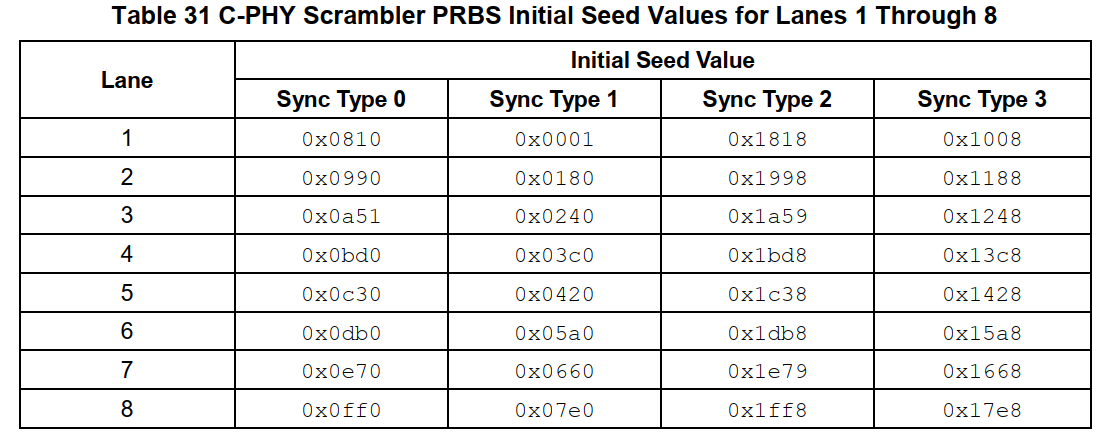 Table 31 C-PHY Scrambler PRBS Initial Seed Values for Lanes 1 Through 8
Lane Initial Seed Value
Sync Type 0 Sync Type 1 Sync Type 2 Sync Type 3
1 0x0810 0x0001 0x1818 0x1008
2 0x0990 0x0180 0x1998 0x1188
3 0x0a51 0x0240 0x1a59 0x1248
4 0x0bd0 0x03c0 0x1bd8 0x13c8
5 0x0c30 0x0420 0x1c38 0x1428
6 0x0db0 0x05a0 0x1db8 0x15a8
7 0x0e70 0x0660 0x1e79 0x1668
8 0x0ff0 0x07e0 0x1ff8 0x17e8